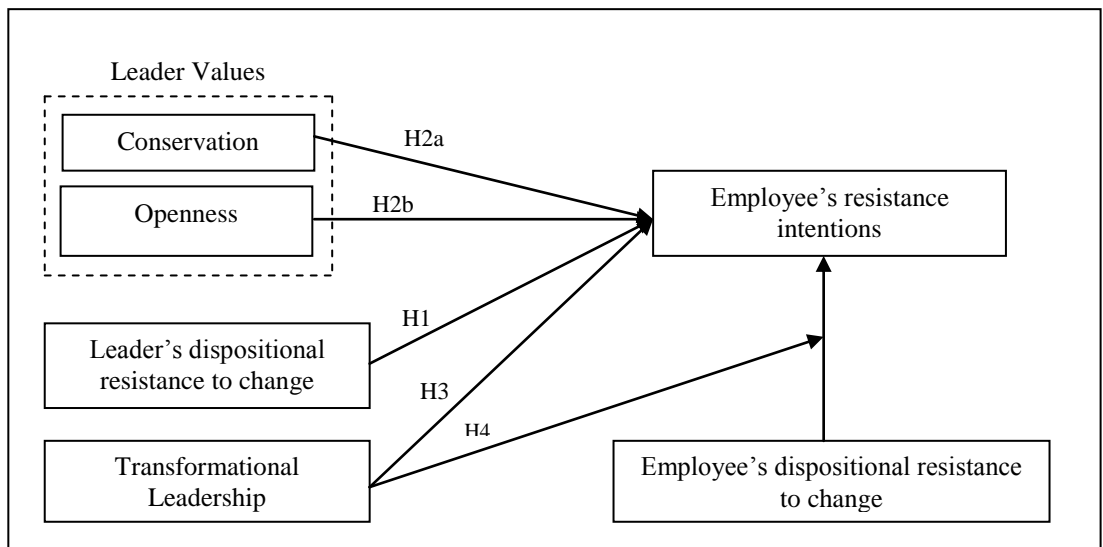 Leader Values
Conservation
H2a
Openness
H2b
Employee’s resistance
intentions
H1
Leader’s dispositional
resistance to change
H3
H4
Transformational
Leadership
Employee’s dispositional resistance
to change